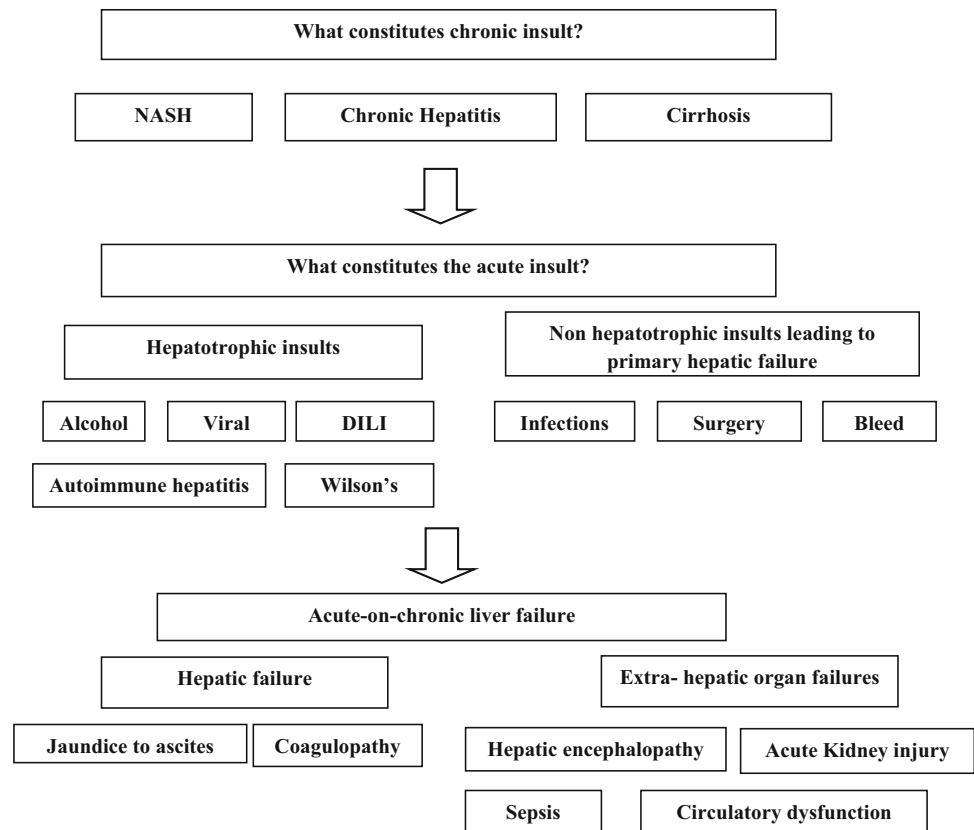 What constitutes chronic insult?
NASH
Chronic Hepatitis
Cirrhosis
What constitutes the acute insult?
Hepatotrophic insults
Non hepatotrophic insults leading to
primary hepatic failure
Alcohol
Viral
DILI
Infections
Surgery
Bleed
Autoimmune hepatitis
Wilson’s
Acute-on-chronic liver failure
Hepatic failure
Extra- hepatic organ failures
Jaundice to ascites
Coagulopathy
Hepatic encephalopathy
Acute Kidney injury
Sepsis
Circulatory dysfunction